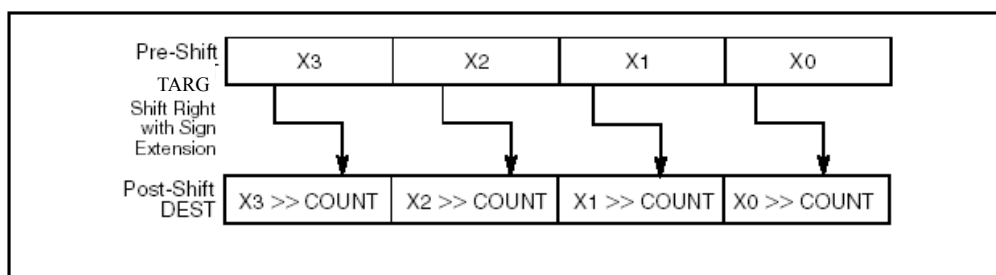 Pre-Shift
X3 X2 X1 X0
TARG
Shift Right
with Sign
Extension
Post-Shift
DEST
X3 >> COUNT X2 >> COUNT X1 >> COUNT X0 >> COUNT